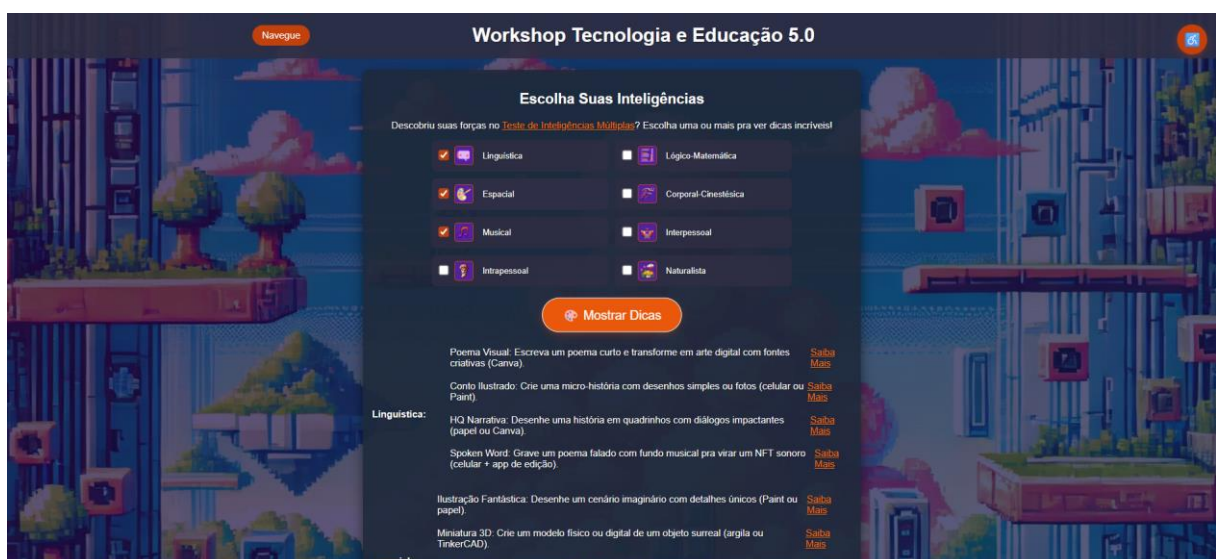 Navegue
Workshop Tecnologia e Educação 5.0
Escolha Suas Inteligências
Descobriu suas forças no Teste de Inteligências Múltiplas? Escolha uma ou mais pra ver dicas incríveis!
Linguística
Lógico-Matemática
Espacial
Corporal-Cinestésica
Musical
Interpessoal
Intrapessoal
Naturalista
Mostrar Dicas
Linguística:
Poema Visual: Escreva um poema curto e transforme em arte digital com fontes
criativas (Canva).
Saiba
Mais
Conto Ilustrado: Crie uma micro-história com desenhos simples ou fotos (celular ou
Paint).
Saiba
Mais
HQ Narrativa: Desenhe uma história em quadrinhos com diálogos impactantes
(papel ou Canva).
Saiba
Mais
Spoken Word: Grave um poema falado com fundo musical pra virar um NFT sonoro
(celular + app de edição).
Saiba
Mais
Ilustração Fantástica: Desenhe um cenário imaginário com detalhes únicos (Paint ou
papel).
Saiba
Mais
Miniatura 3D: Crie um modelo físico ou digital de um objeto surreal (argila ou
TinkerCAD).
Saiba
Mais